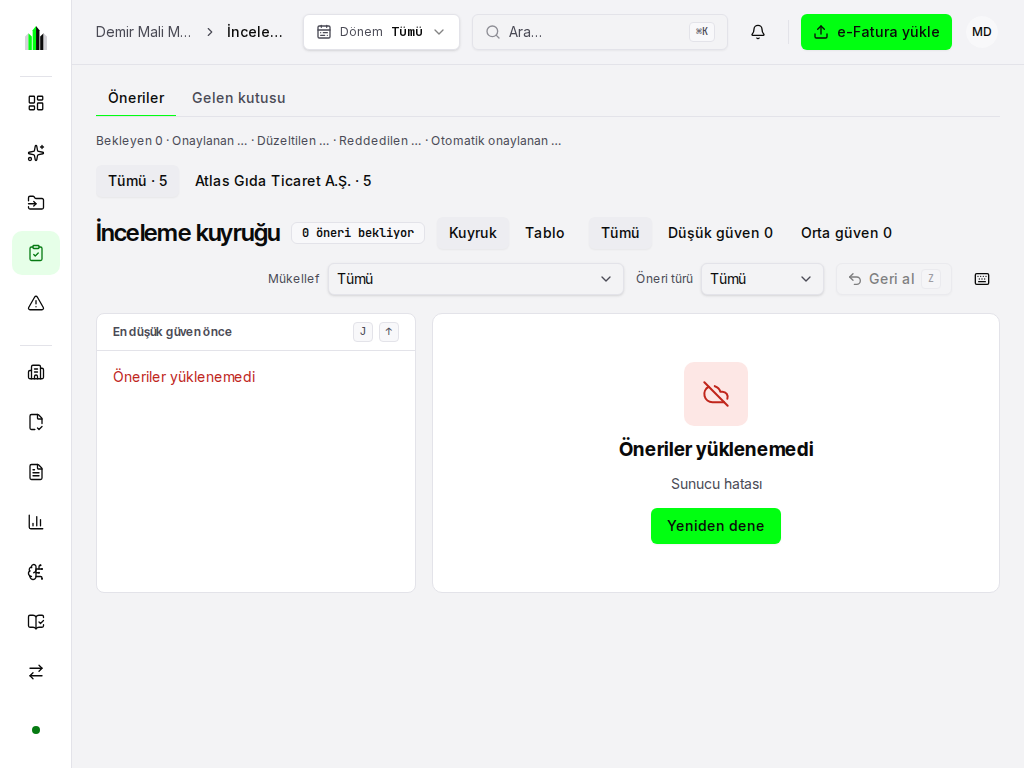 Demir Mali M... > İncele...
Dönem Tümü
Ara...
⌘K
e-Fatura yükle
MD
Öneriler
Gelen kutusu
Bekleyen 0 · Onaylanan ... · Düzeltilen ... · Reddedilen ... · Otomatik onaylanan ...
Tümü · 5
Atlas Gıda Ticaret A.Ş. · 5
İnceleme kuyruğu
0 öneri bekliyor
Kuyruk
Tablo
Tümü
Düşük güven 0
Orta güven 0
Mükellef
Tümü
Öneri türü
Tümü
Geri al Z
En düşük güven önce
J ↑
Öneriler yüklenemedi
Öneriler yüklenemedi
Sunucu hatası
Yeniden dene